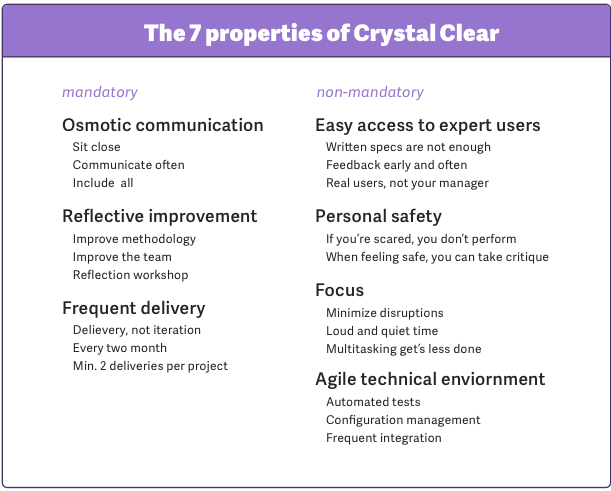 The 7 properties of Crystal Clear
mandatory
Osmotic communication
Sit close
Communicate often
Include all
Reflective improvement
Improve methodology
Improve the team
Reflection workshop
Frequent delivery
Delievery, not iteration
Every two month
Min. 2 deliveries per project
non-mandatory
Easy access to expert users
Written specs are not enough
Feedback early and often
Real users, not your manager
Personal safety
If you're scared, you don't perform
When feeling safe, you can take critique
Focus
Minimize disruptions
Loud and quiet time
Multitasking get's less done
Agile technical enviornment
Automated tests
Configuration management
Frequent integration